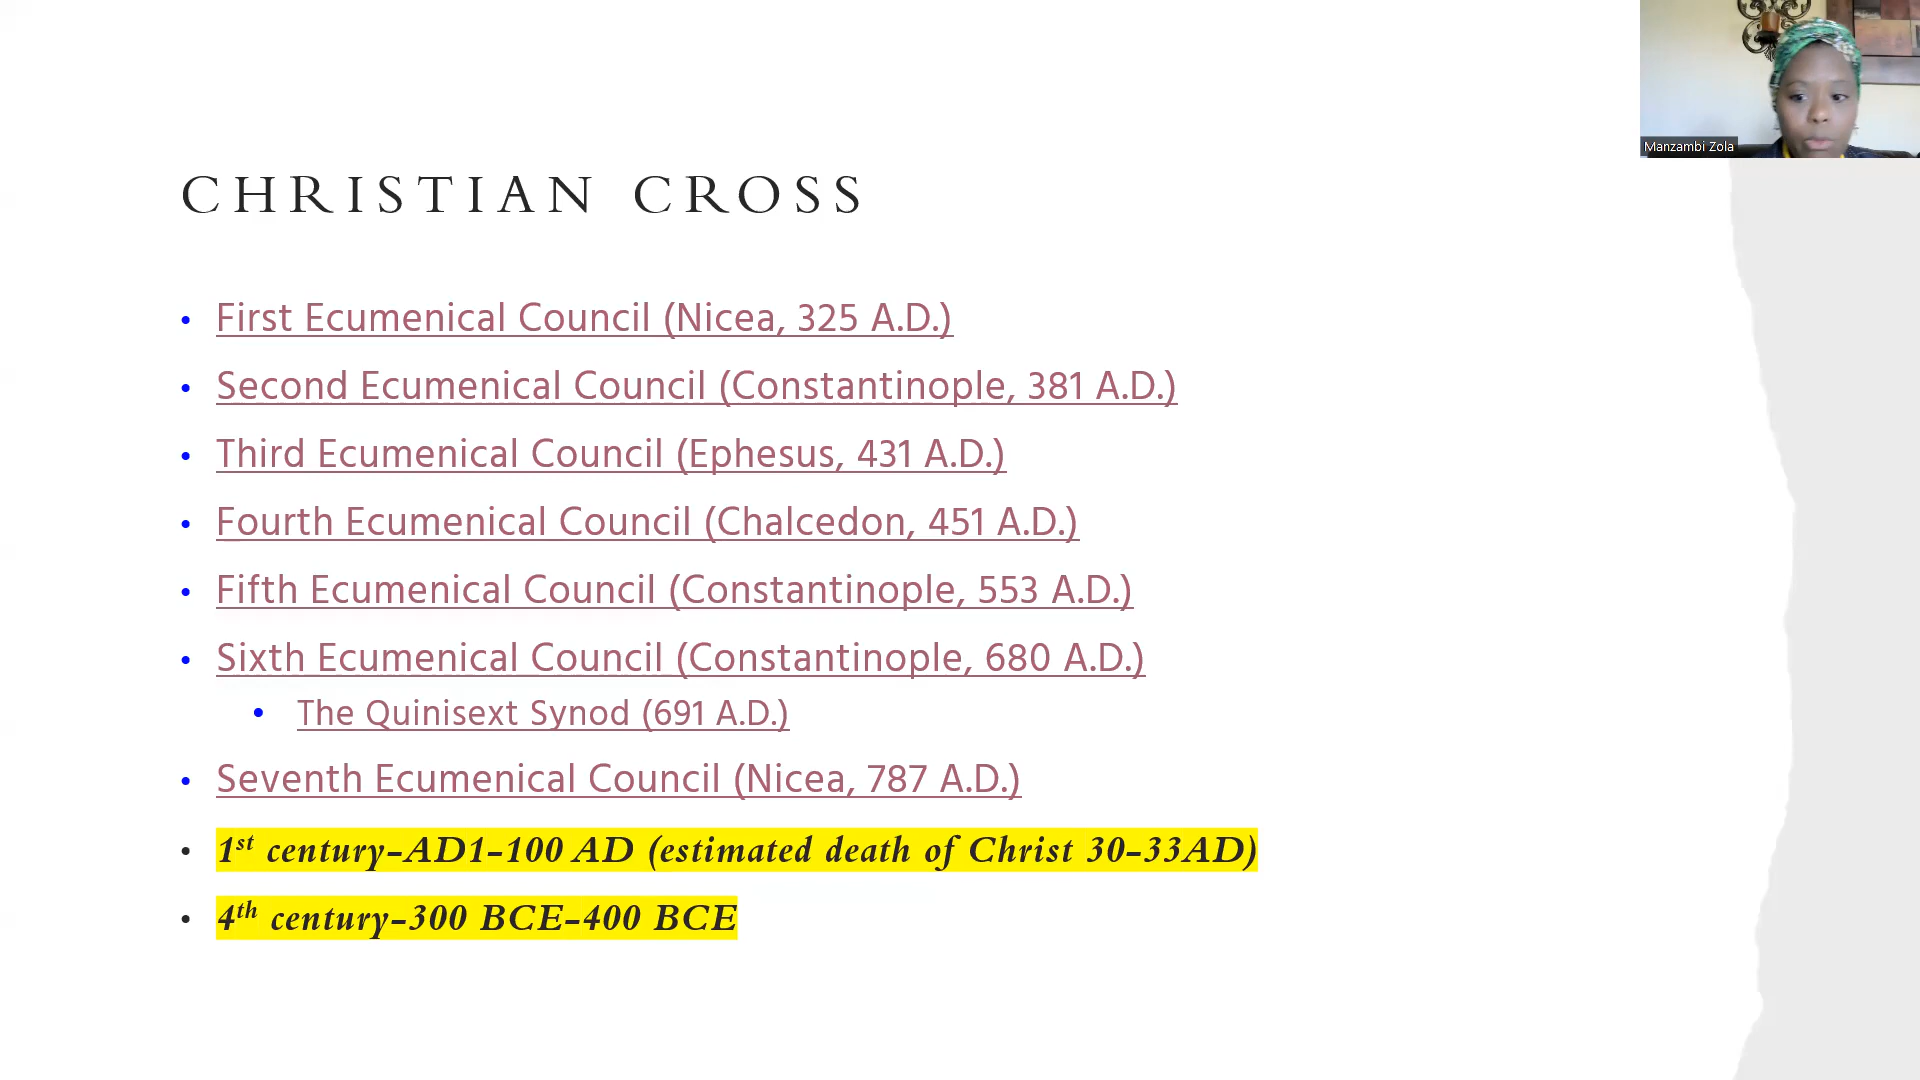 Manzambi Zola
CHRISTIAN CROSS
• First Ecumenical Council (Nicea, 325 A.D.)
• Second Ecumenical Council (Constantinople, 381 A.D.)
• Third Ecumenical Council (Ephesus, 431 A.D.)
• Fourth Ecumenical Council (Chalcedon, 451 A.D.)
• Fifth Ecumenical Council (Constantinople, 553 A.D.)
• Sixth Ecumenical Council (Constantinople, 680 A.D.)
• The Quinisext Synod (691 A.D.)
• Seventh Ecumenical Council (Nicea, 787 A.D.)
• 1st century–AD1–100 AD (estimated death of Christ 30–33AD)
• 4th century–300 BCE–400 BCE